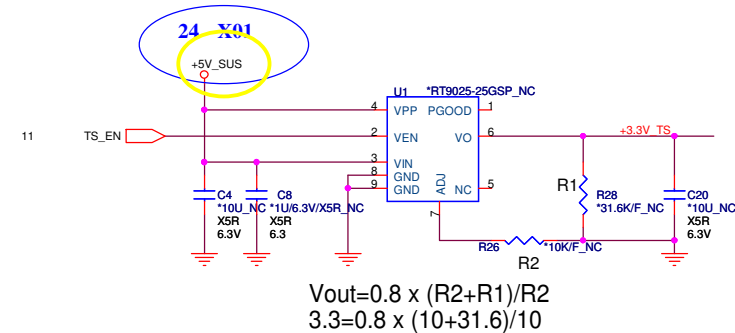 24 X01
+5V_SUS
U1 *RT9025-25GSP_NC
4 VPP PGOOD 1
11 TS_EN 2 VEN VO 6 +3.3V_TS
3 VIN
8 GND
9 GND ADJ NC 5
7
C4
*10U_NC
X5R
6.3V
C8
*1U/6.3V/X5R_NC
X5R
6.3
R1
R28
*31.6K/F_NC
C20
*10U_NC
X5R
6.3V
R26 *10K/F_NC
R2
Vout=0.8 x (R2+R1)/R2
3.3=0.8 x (10+31.6)/10